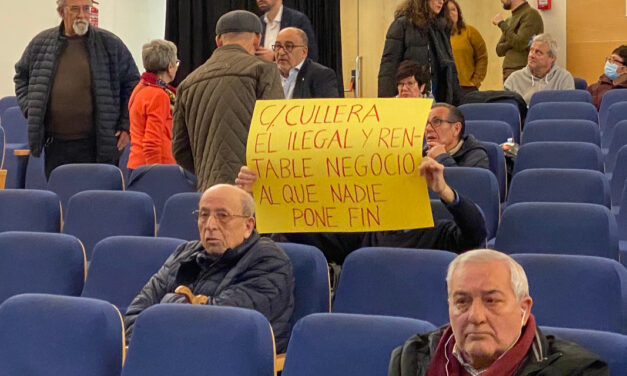 C/CULLERA
EL ILEGAL Y REN-
TABLE NEGOCIO
AL QUE NADIE
PONE FIN